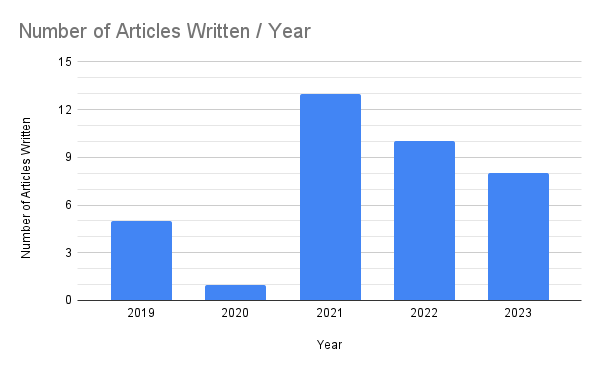 Number of Articles Written / Year
Number of Articles Written
15
12
9
6
3
0
2019 2020 2021 2022 2023
Year